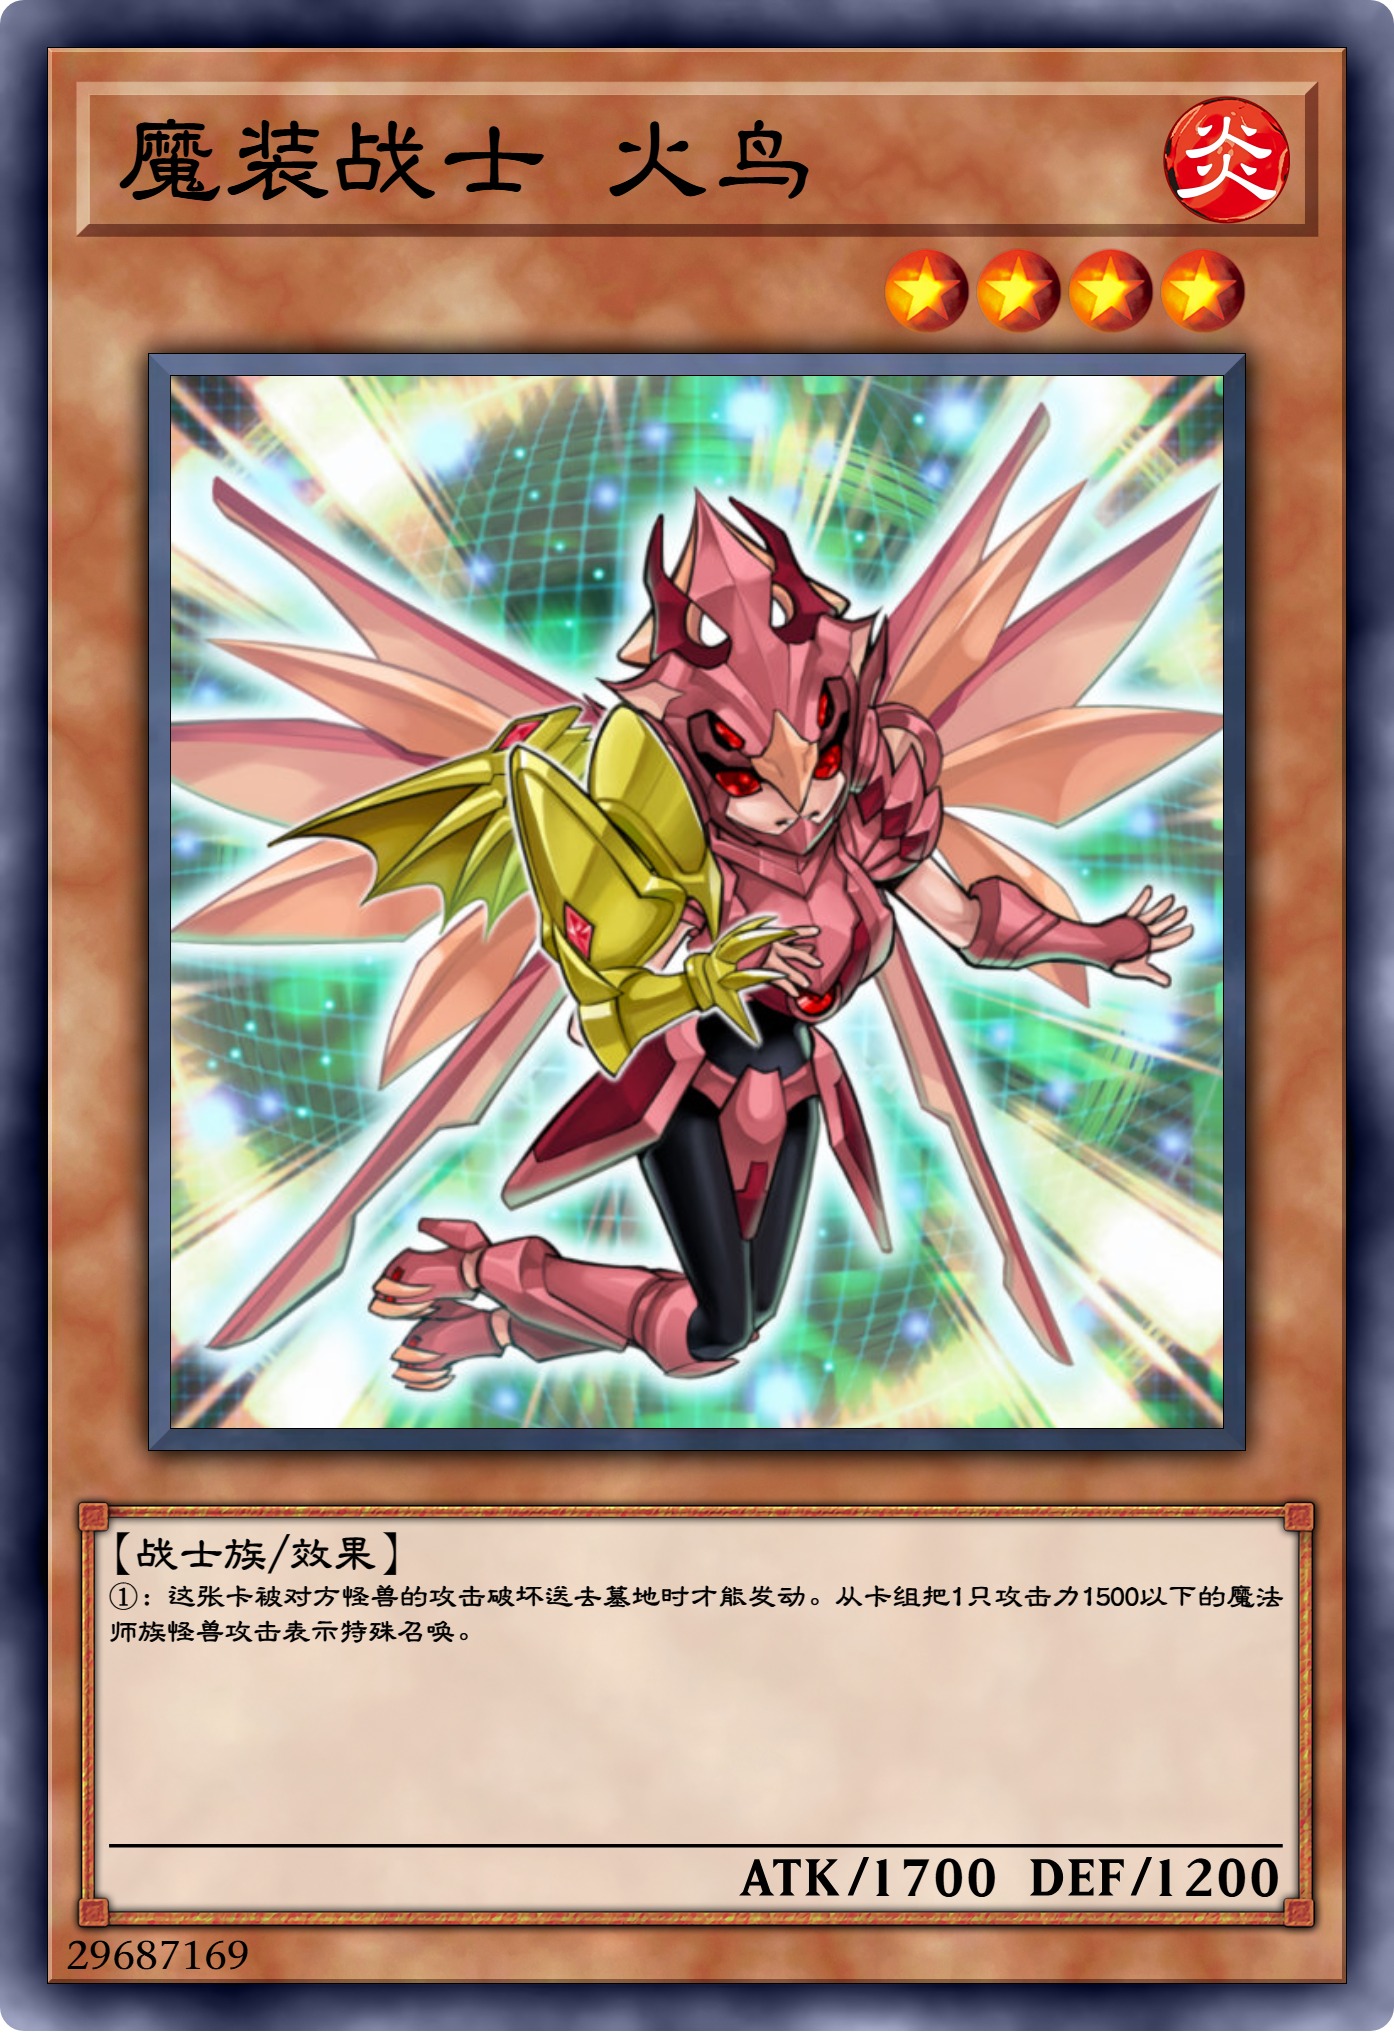 魔装战士 火鸟
炎
【战士族/效果】
①：这张卡被对方怪兽的攻击破坏送去墓地时才能发动。从卡组把1只攻击力1500以下的魔法
师族怪兽攻击表示特殊召唤。
ATK/1700 DEF/1200
29687169